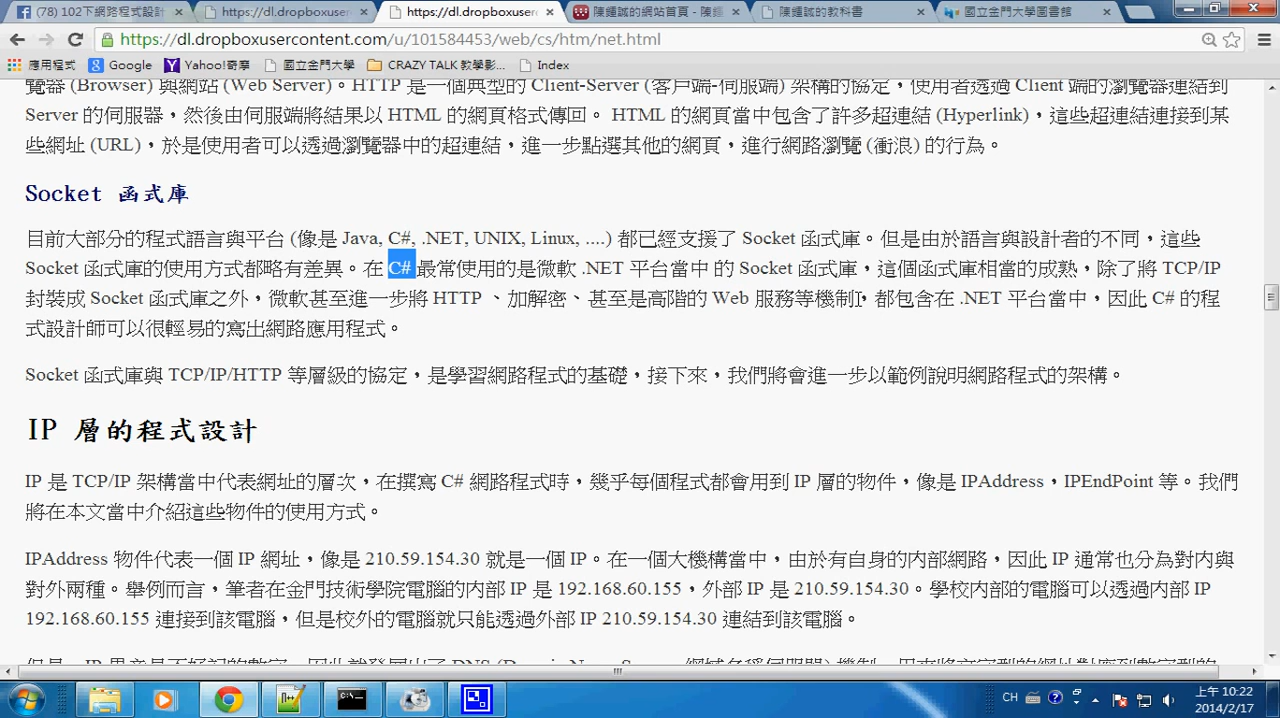 (78) 102下網路程式設計
https://dl.dropboxuser
https://dl.dropboxuser
陳鍾誠的網站首頁 - 陳鍾
陳鍾誠的教科書
國立金門大學圖書館
https://dl.dropboxusercontent.com/u/101584453/web/cs/htm/net.html
應用程式
Google
Yahoo!奇摩
國立金門大學
CRAZY TALK 教學影...
Index
覽器 (Browser) 與網站 (Web Server)。HTTP 是一個典型的 Client-Server (客戶端-伺服端) 架構的協定，使用者透過 Client 端的瀏覽器連結到
Server 的伺服器，然後由伺服端將結果以 HTML 的網頁格式傳回。 HTML 的網頁當中包含了許多超連結 (Hyperlink)，這些超連結連接到某
些網址 (URL)，於是使用者可以透過瀏覽器中的超連結，進一步點選其他的網頁，進行網路瀏覽 (衝浪) 的行為。
Socket 函式庫
目前大部分的程式語言與平台 (像是 Java, C#, .NET, UNIX, Linux, ....) 都已經支援了 Socket 函式庫。但是由於語言與設計者的不同，這些
Socket 函式庫的使用方式都略有差異。在 C# 最常使用的是微軟 .NET 平台當中 的 Socket 函式庫，這個函式庫相當的成熟，除了將 TCP/IP
封裝成 Socket 函式庫之外，微軟甚至進一步將 HTTP 、加解密、甚至是高階的 Web 服務等機制，都包含在 .NET 平台當中，因此 C# 的程
式設計師可以很輕易的寫出網路應用程式。
Socket 函式庫與 TCP/IP/HTTP 等層級的協定，是學習網路程式的基礎，接下來，我們將會進一步以範例說明網路程式的架構。
IP 層的程式設計
IP 是 TCP/IP 架構當中代表網址的層次，在撰寫 C# 網路程式時，幾乎每個程式都會用到 IP 層的物件，像是 IPAddress，IPEndPoint 等。我們
將在本文當中介紹這些物件的使用方式。
IPAddress 物件代表一個 IP 網址，像是 210.59.154.30 就是一個 IP。在一個大機構當中，由於有自身的內部網路，因此 IP 通常也分為對內與
對外兩種。舉例而言，筆者在金門技術學院電腦的內部 IP 是 192.168.60.155，外部 IP 是 210.59.154.30。學校內部的電腦可以透過內部 IP
192.168.60.155 連接到該電腦，但是校外的電腦就只能透過外部 IP 210.59.154.30 連結到該電腦。
CH
上午 10:22
2014/2/17